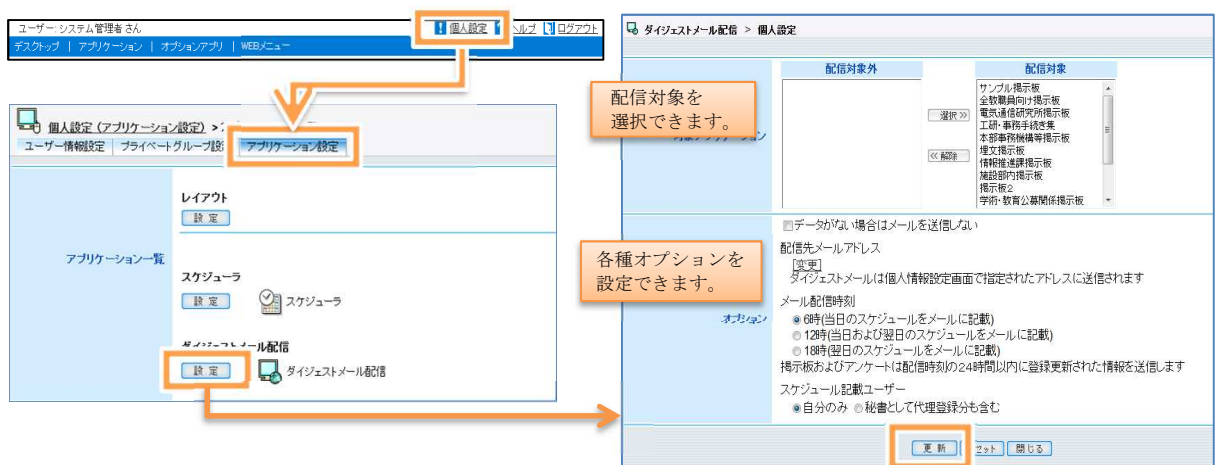 ユーザー: システム管理者 さん
個人設定
ヘルプ
ログアウト
デスクトップ | アプリケーション | オプションアプリ | WEBメニュー
個人設定 (アプリケーション設定) >
ユーザー情報設定
プライベートグループ設
アプリケーション設定
アプリケーション一覧
レイアウト
設 定
スケジューラ
設 定
スケジューラ
ダイジェストメール配信
設 定
ダイジェストメール配信
ダイジェストメール配信 > 個人設定
配信対象を
選択できます。
配信対象外
配信対象
選択 >>
<< 解除
サンプル掲示板
全教職員向け掲示板
電気通信研究所掲示板
工研・事務手続き集
本部事務機構等掲示板
埋文掲示板
情報推進課掲示板
施設部内掲示板
掲示板2
学術・教育公募関係掲示板
各種オプションを
設定できます。
オプション
データがない場合はメールを送信しない
配信先メールアドレス
[変更]
ダイジェストメールは個人情報設定画面で指定されたアドレスに送信されます
メール配信時刻
6時(当日のスケジュールをメールに記載)
12時(当日および翌日のスケジュールをメールに記載)
18時(翌日のスケジュールをメールに記載)
掲示板およびアンケートは配信時刻の24時間以内に登録更新された情報を送信します
スケジュール記載ユーザー
自分のみ
秘書として代理登録分も含む
更 新
セット
閉じる